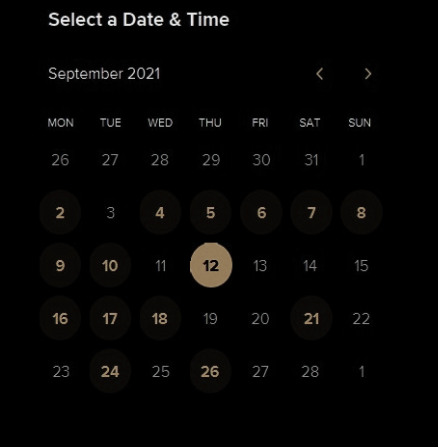 Select a Date & Time
September 2021
MON TUE WED THU FRI SAT SUN
26 27 28 29 30 31 1
2 3 4 5 6 7 8
9 10 11 12 13 14 15
16 17 18 19 20 21 22
23 24 25 26 27 28 1